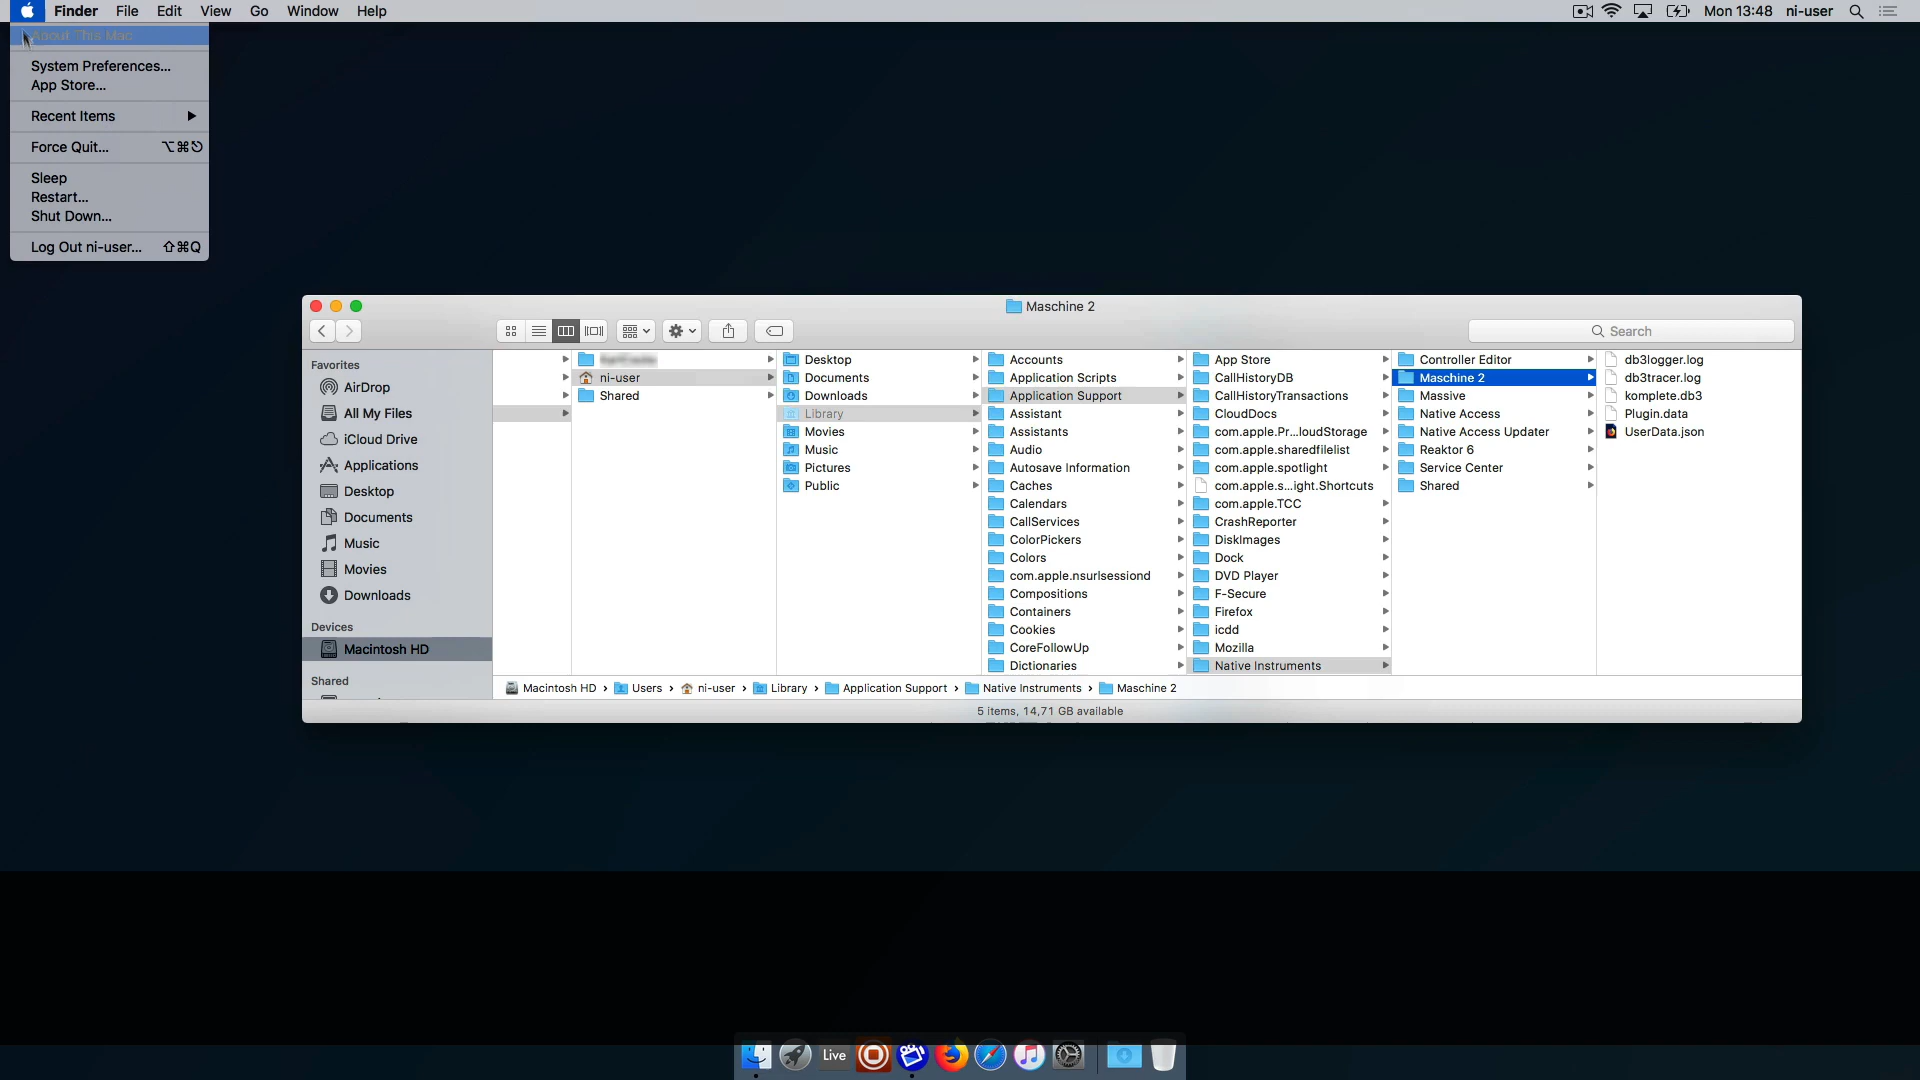 Finder File Edit View Go Window Help Mon 13:48 ni-user
About This Mac
System Preferences...
App Store...
Recent Items
Force Quit... ⌥⌘⎋
Sleep
Restart...
Shut Down...
Log Out ni-user... ⇧⌘Q
Maschine 2
Search
Favorites
AirDrop
All My Files
iCloud Drive
Applications
Desktop
Documents
Music
Movies
Downloads
Devices
Macintosh HD
Shared
ni-user
Shared
Desktop
Documents
Downloads
Library
Movies
Music
Pictures
Public
Accounts
Application Scripts
Application Support
Assistant
Assistants
Audio
Autosave Information
Caches
Calendars
CallServices
ColorPickers
Colors
com.apple.nsurlsessiond
Compositions
Containers
Cookies
CoreFollowUp
Dictionaries
App Store
CallHistoryDB
CallHistoryTransactions
CloudDocs
com.apple.Pr...loudStorage
com.apple.sharedfilelist
com.apple.spotlight
com.apple.s...ight.Shortcuts
com.apple.TCC
CrashReporter
DiskImages
Dock
DVD Player
F-Secure
Firefox
icdd
Mozilla
Native Instruments
Controller Editor
Maschine 2
Massive
Native Access
Native Access Updater
Reaktor 6
Service Center
Shared
db3logger.log
db3tracer.log
komplete.db3
Plugin.data
UserData.json
Macintosh HD › Users › ni-user › Library › Application Support › Native Instruments › Maschine 2
5 items, 14,71 GB available
Live